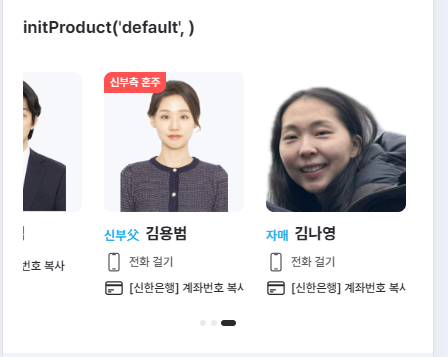 initProduct('default', )
신부측 혼주
신부父 김용범
자매 김나영
전화 걸기
전화 걸기
번호 복사
[신한은행] 계좌번호 복사
[신한은행] 계좌번호 복사